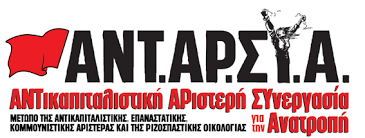 ΑΝΤ.ΑΡ.ΣΥ.Α.
ΑΝΤικαπιταλιστική ΑΡιστερή ΣΥνεργασία για την Ανατροπή
ΜΕΤΩΠΟ ΤΗΣ ΑΝΤΙΚΑΠΙΤΑΛΙΣΤΙΚΗΣ, ΕΠΑΝΑΣΤΑΤΙΚΗΣ,
ΚΟΜΜΟΥΝΙΣΤΙΚΗΣ ΑΡΙΣΤΕΡΑΣ ΚΑΙ ΤΗΣ ΡΙΖΟΣΠΑΣΤΙΚΗΣ ΟΙΚΟΛΟΓΙΑΣ